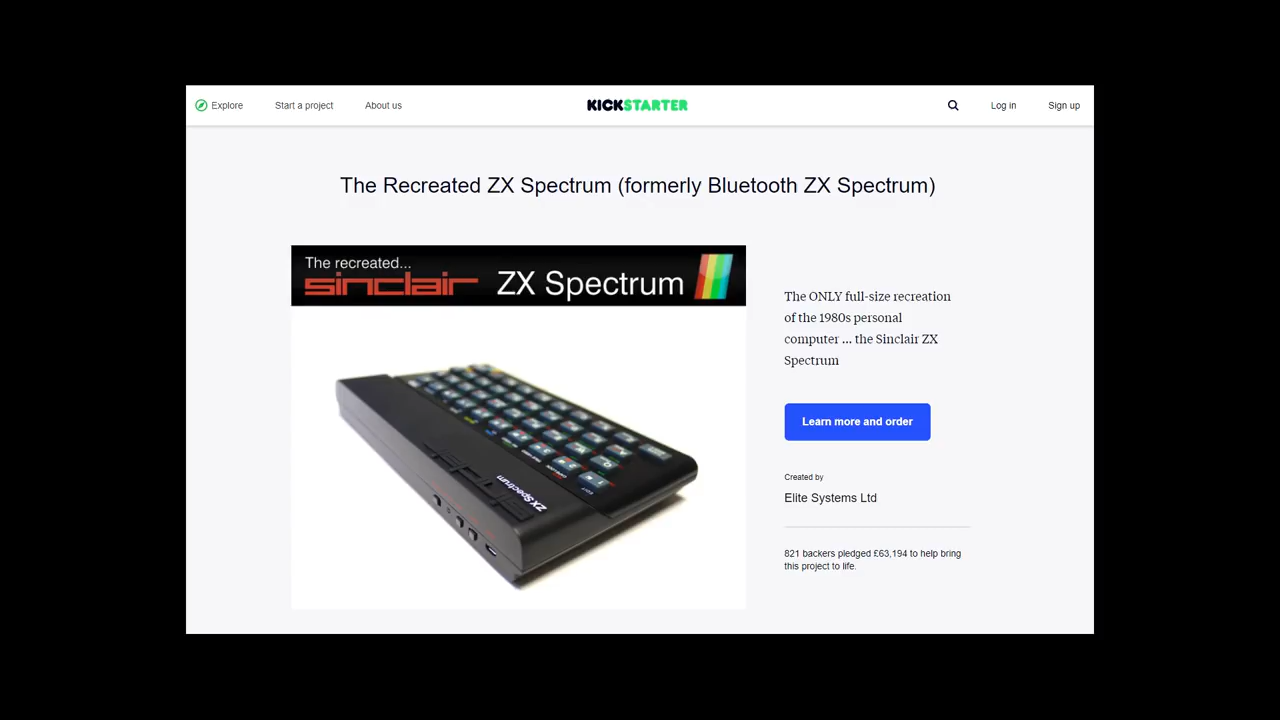 Explore
Start a project
About us
KICKSTARTER
Log in
Sign up
The Recreated ZX Spectrum (formerly Bluetooth ZX Spectrum)
The recreated...
sinclair ZX Spectrum
The ONLY full-size recreation
of the 1980s personal
computer ... the Sinclair ZX
Spectrum
Learn more and order
ZX Spectrum
Created by
Elite Systems Ltd
821 backers pledged £63,194 to help bring
this project to life.